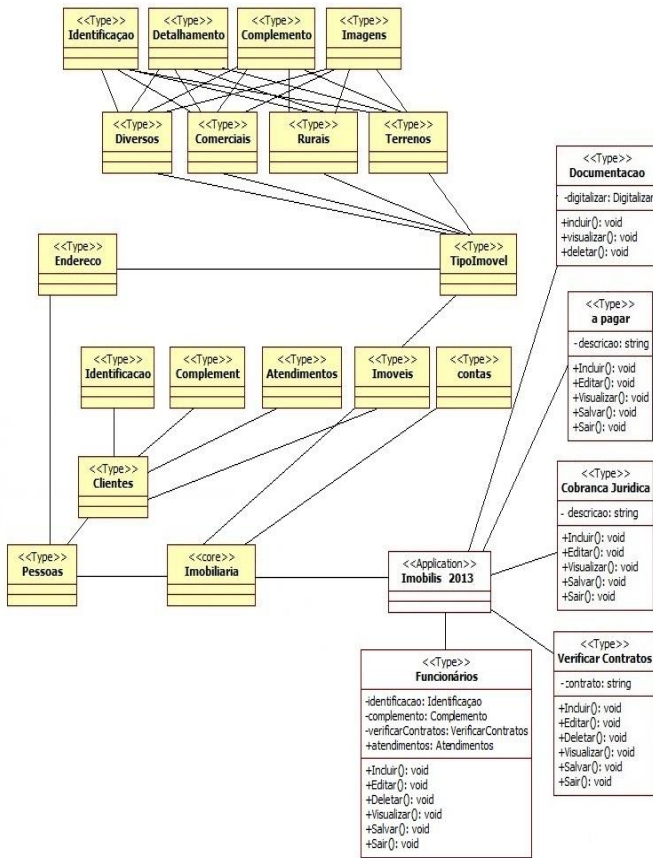 <<Type>>
Identificaçao
<<Type>>
Detalhamento
<<Type>>
Complemento
<<Type>>
Imagens
<<Type>>
Diversos
<<Type>>
Comerciais
<<Type>>
Rurais
<<Type>>
Terrenos
<<Type>>
Documentacao
-digitalizar: Digitalizar
+incluir(): void
+visualizar(): void
+deletar(): void
<<Type>>
Endereco
<<Type>>
TipoImovel
<<Type>>
a pagar
- descricao: string
+Incluir(): void
+Editar(): void
+Visualizar(): void
+Salvar(): void
+Sair(): void
<<Type>>
Identificacao
<<Type>>
Complement
<<Type>>
Atendimentos
<<Type>>
Imoveis
<<Type>>
contas
<<Type>>
Clientes
<<Type>>
Cobranca Juridica
- descricao: string
+Incluir(): void
+Editar(): void
+Visualizar(): void
+Salvar(): void
+Sair(): void
<<Type>>
Pessoas
<<core>>
Imobiliaria
<<Application>>
Imobilis 2013
<<Type>>
Verificar Contratos
-contrato: string
+Incluir(): void
+Editar(): void
+Deletar(): void
+Visualizar(): void
+Salvar(): void
+Sair(): void
<<Type>>
Funcionários
-identificacao: Identificaçao
-complemento: Complemento
-verificarContratos: VerificarContratos
+atendimentos: Atendimentos
+Incluir(): void
+Editar(): void
+Deletar(): void
+Visualizar(): void
+Salvar(): void
+Sair(): void